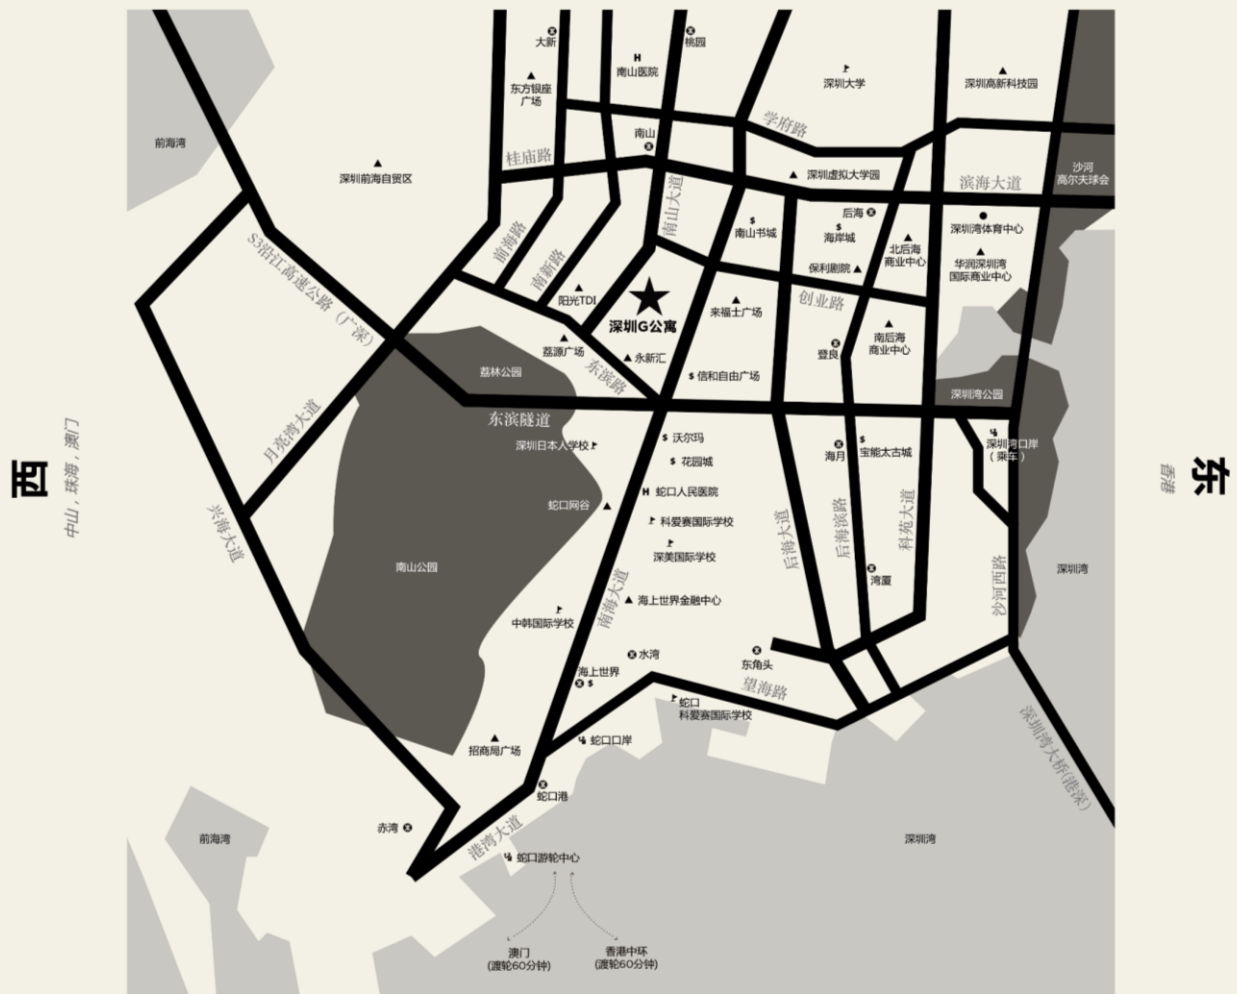 大新
桃园
H
南山医院
东方银座
广场
深圳大学
深圳高新科技园
学府路
前海湾
南山
桂庙路
深圳前海自贸区
深圳虚拟大学园
滨海大道
沙河
高尔夫球会
南山大道
后海
$
南山书城
$
海岸城
深圳湾体育中心
前海路
S3沿江高速公路（广深）
北后海
商业中心
保利剧院
华润深圳湾
国际商业中心
南新路
阳光TDI
创业路
来福士广场
深圳G公寓
南后海
商业中心
荔源广场
永新汇
登良
荔林公园
东滨路
$ 信和自由广场
深圳湾公园
月亮湾大道
东滨隧道
深圳日本人学校
$ 沃尔玛
海月
$
宝能太古城
深圳湾口岸
（乘车）
$ 花园城
西
中山，珠海，澳门
东
香港
H 蛇口人民医院
蛇口网谷
兴海大道
科爱赛国际学校
后海大道
后海滨路
科苑大道
深美国际学校
南山公园
湾厦
深圳湾
沙河西路
南海大道
海上世界金融中心
中韩国际学校
水湾
东角头
海上世界
$
望海路
蛇口
科爱赛国际学校
招商局广场
蛇口口岸
深圳湾大桥(港深)
蛇口港
赤湾
前海湾
港湾大道
深圳湾
蛇口游轮中心
澳门
(渡轮60分钟)
香港中环
(渡轮60分钟)